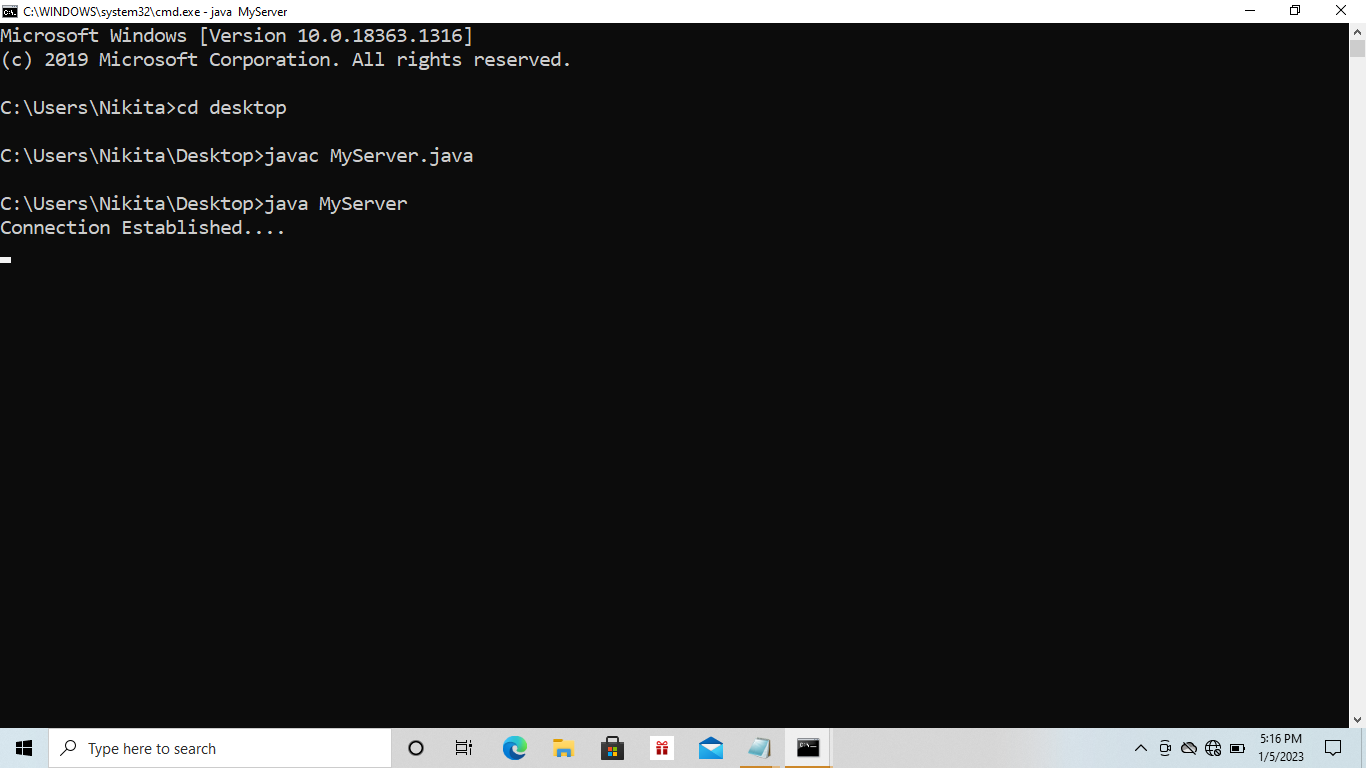 C:\WINDOWS\system32\cmd.exe - java  MyServer
Microsoft Windows [Version 10.0.18363.1316]
(c) 2019 Microsoft Corporation. All rights reserved.
C:\Users\Nikita>cd desktop
C:\Users\Nikita\Desktop>javac MyServer.java
C:\Users\Nikita\Desktop>java MyServer
Connection Established....
Type here to search
5:16 PM
1/5/2023